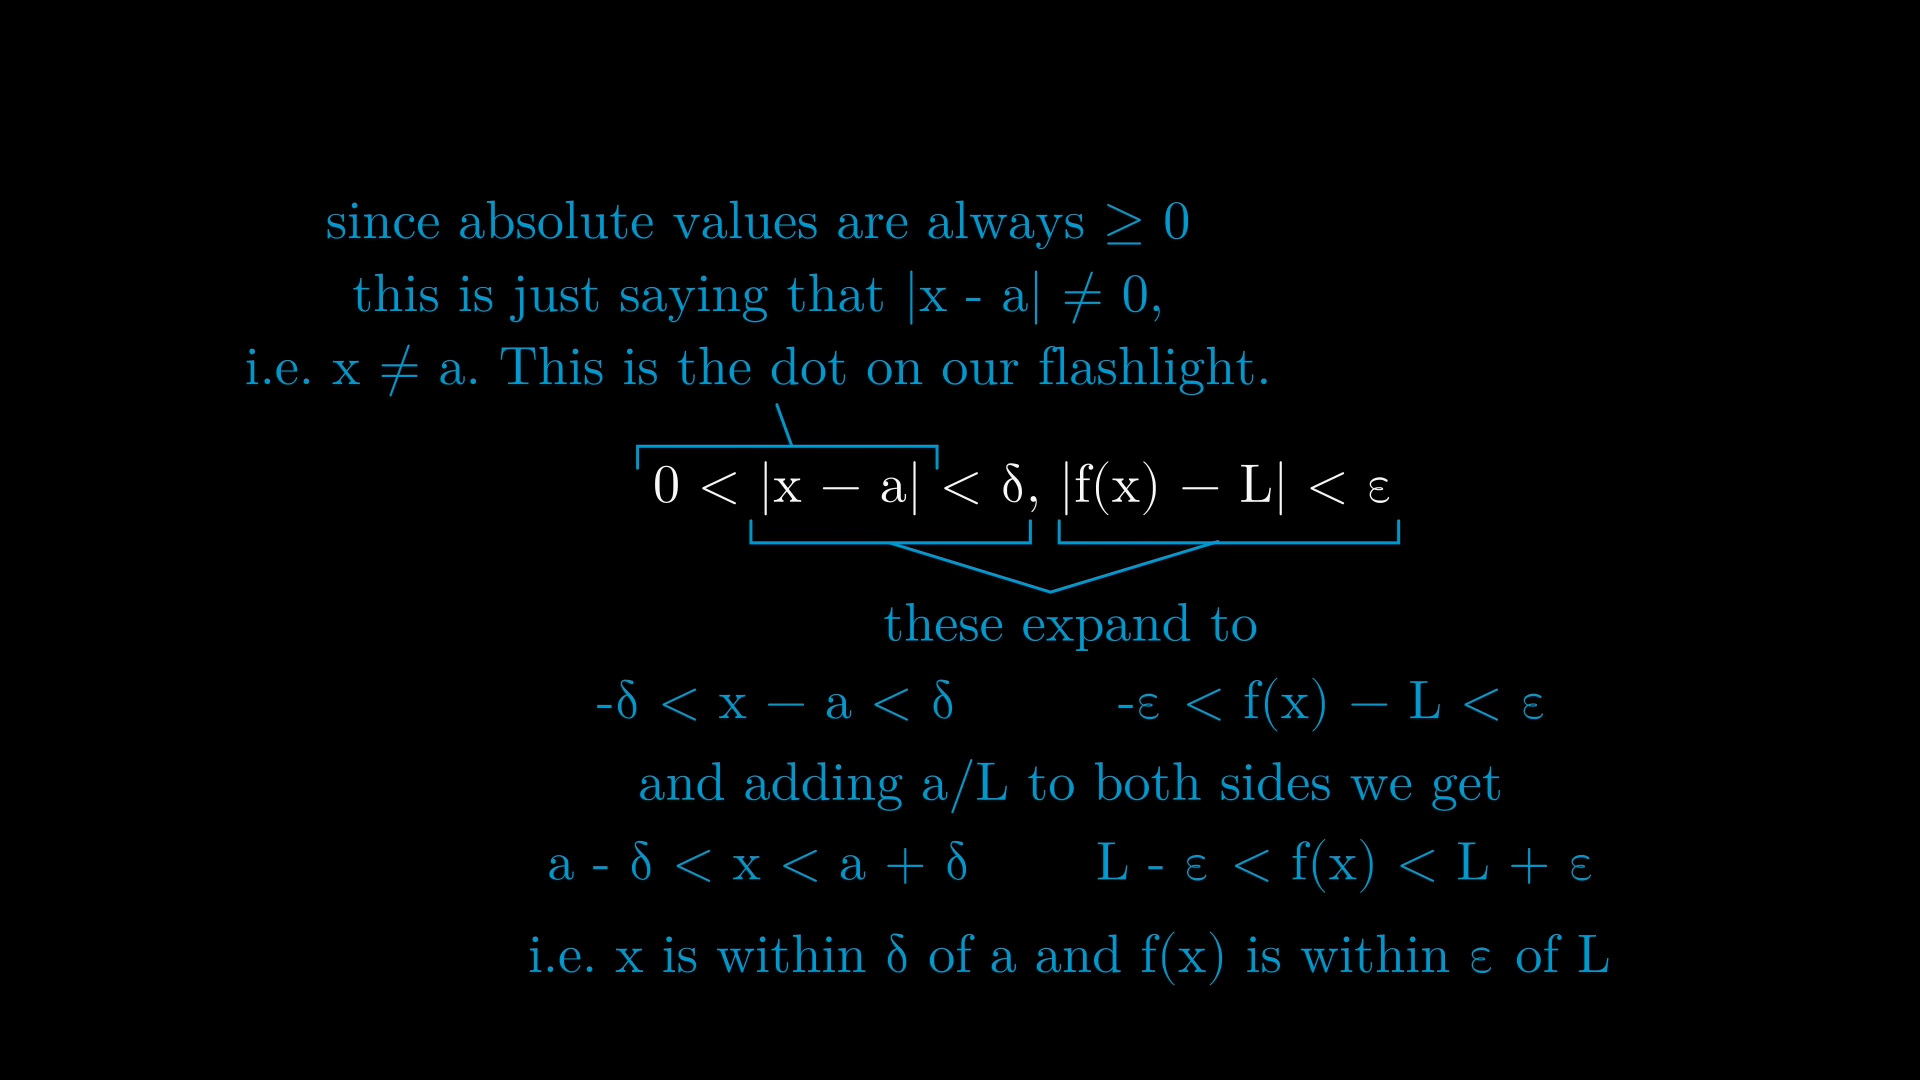 since absolute values are always ≥ 0
this is just saying that |x - a| ≠ 0,
i.e. x ≠ a. This is the dot on our flashlight.
0 < |x − a| < δ, |f(x) − L| < ε
these expand to
-δ < x − a < δ -ε < f(x) − L < ε
and adding a/L to both sides we get
a - δ < x < a + δ L - ε < f(x) < L + ε
i.e. x is within δ of a and f(x) is within ε of L